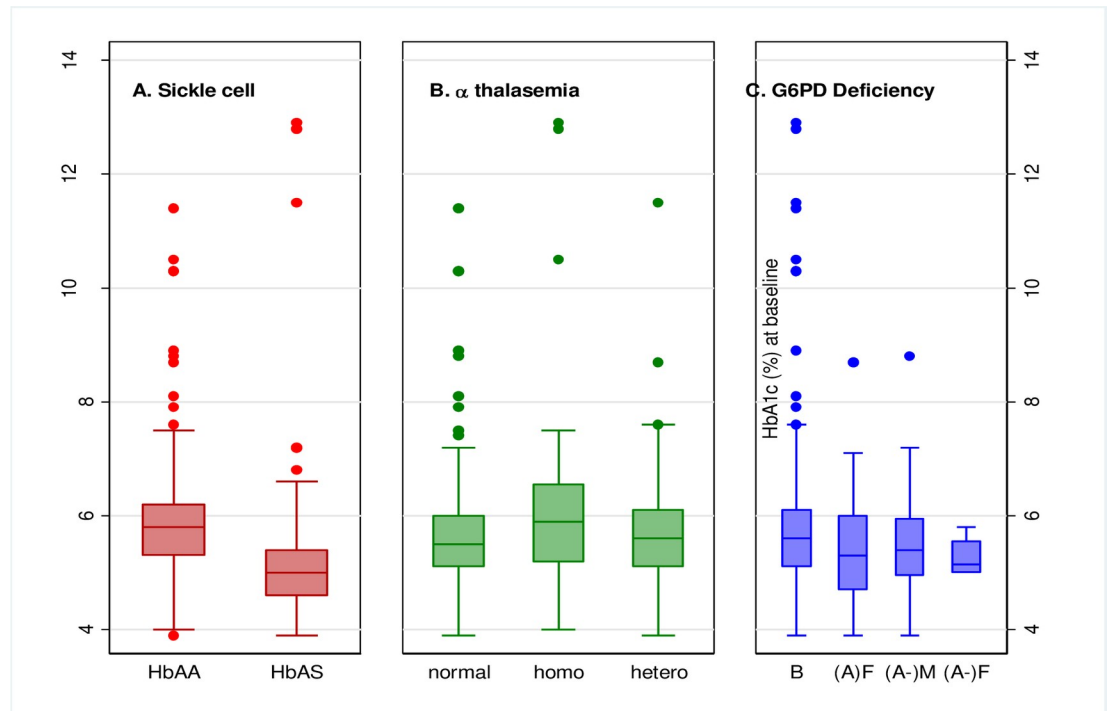 A. Sickle cell
B. α thalasemia
C. G6PD Deficiency
14
12
10
8
6
4
HbAA
HbAS
normal
homo
hetero
HbA1c (%) at baseline
14
12
10
8
6
4
B
(A)F
(A-)M
(A-)F